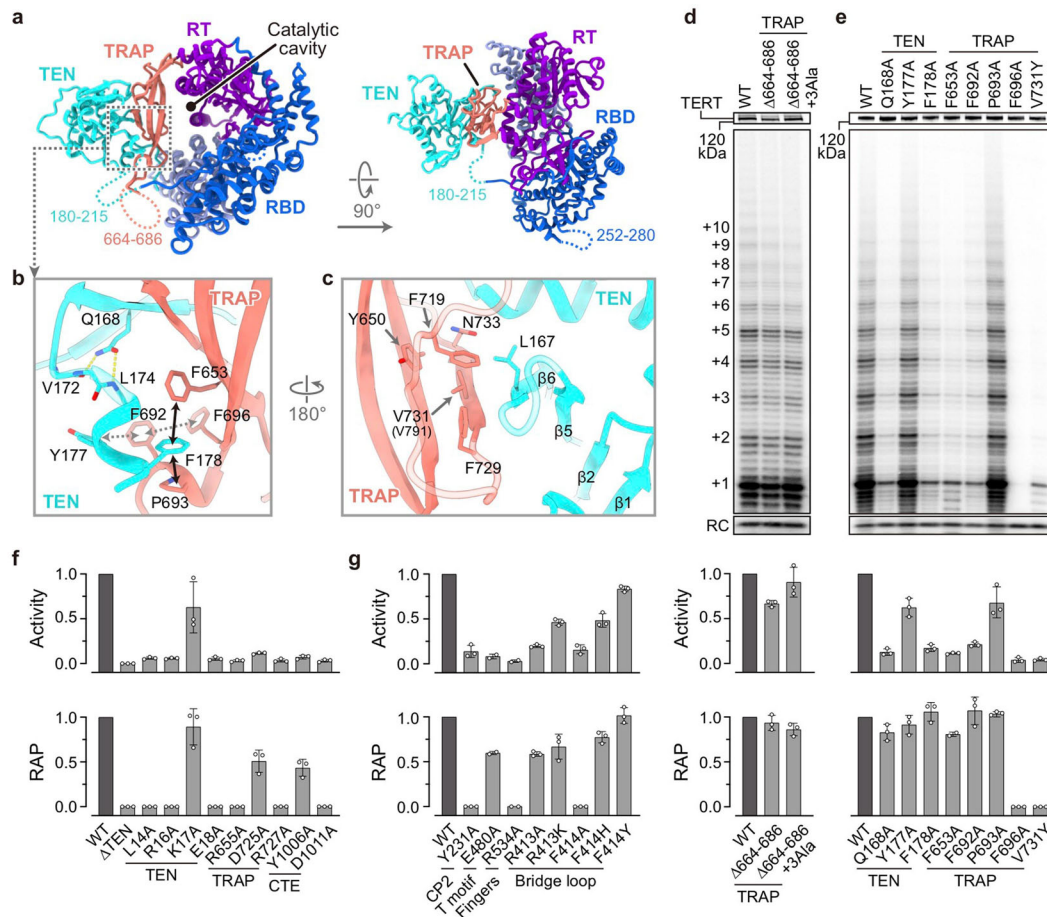 a
RT
Catalytic
cavity
TRAP
TEN
180-215
664-686
RBD
90°
TRAP
RT
TEN
RBD
180-215
252-280
b
TRAP
Q168
V172
L174
F653
F692
F696
Y177
F178
TEN
P693
180°
c
F719
TEN
Y650
N733
L167
β6
V731
(V791)
β5
F729
β2
TRAP
β1
d
TRAP
WT
Δ664-686
Δ664-686
+3Ala
TERT
120
kDa
+10
+9
+8
+7
+6
+5
+4
+3
+2
+1
RC
e
TEN
TRAP
WT
Q168A
Y177A
F178A
F653A
F692A
P693A
F696A
V731Y
120
kDa
f
Activity
1.0
0.5
0.0
RAP
1.0
0.5
0.0
WT
ΔTEN
L14A
R16A
K17A
E18A
R655A
D725A
R727A
Y1006A
D1011A
TEN
TRAP
CTE
g
Activity
1.0
0.5
0.0
RAP
1.0
0.5
0.0
WT
Y231A
E480A
R534A
R413A
R413K
F414A
F414H
F414Y
CP2
T motif
Fingers
Bridge loop
1.0
0.5
0.0
1.0
0.5
0.0
WT
Δ664-686
Δ664-686
+3Ala
TRAP
1.0
0.5
0.0
1.0
0.5
0.0
WT
Q168A
Y177A
F178A
F653A
F692A
P693A
F696A
V731Y
TEN
TRAP